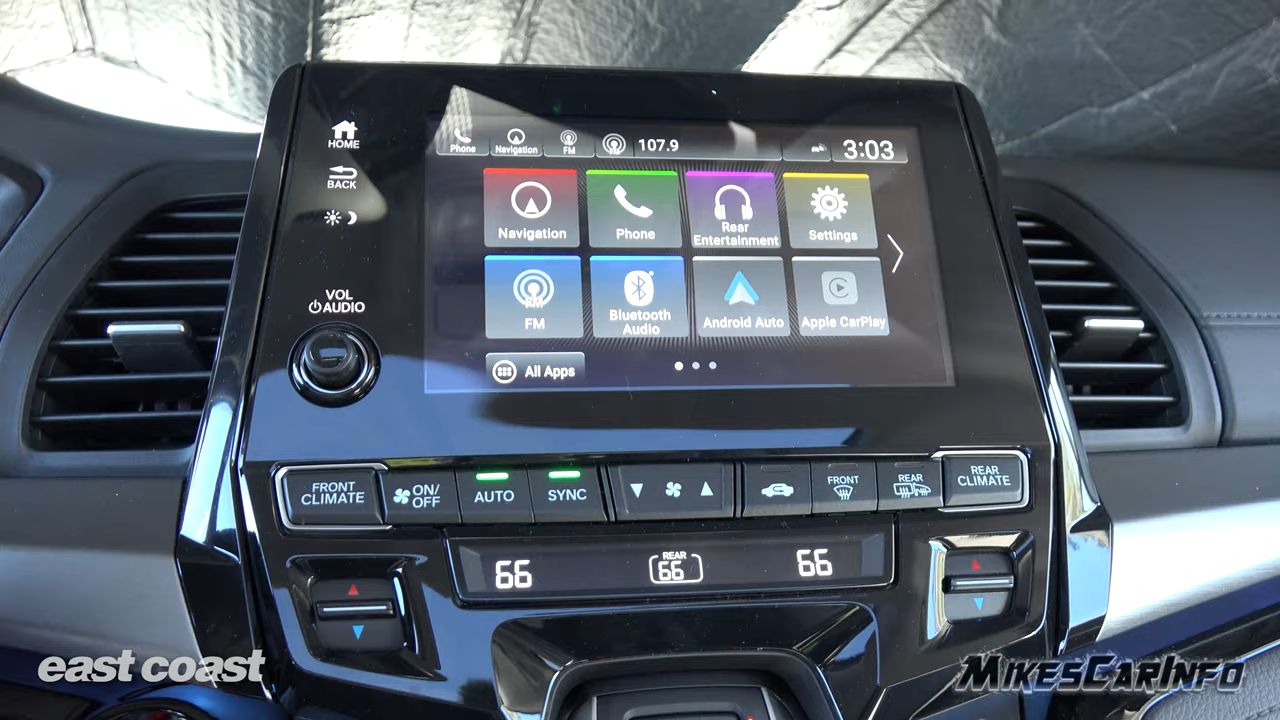 HOME
BACK
VOL
AUDIO
Phone
Navigation
FM
107.9
3:03
Navigation
Phone
Rear
Entertainment
Settings
FM
FM
Bluetooth
Audio
Android Auto
Apple CarPlay
All Apps
FRONT
CLIMATE
ON/
OFF
AUTO
SYNC
FRONT
REAR
REAR
CLIMATE
66
REAR
66
66
east coast
MIKESCARINFO